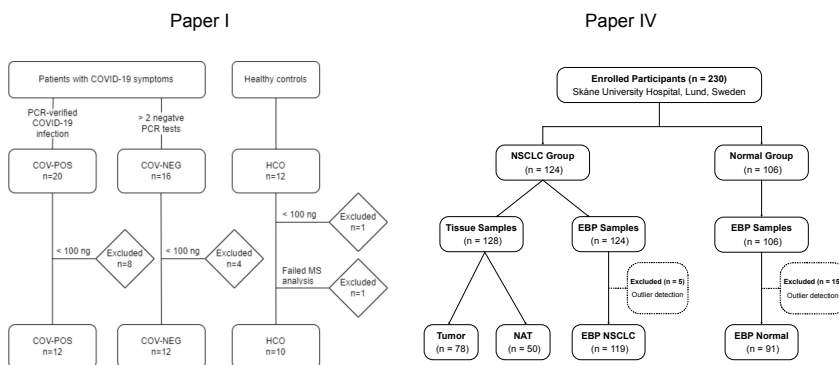 Paper I
Patients with COVID-19 symptoms
Healthy controls
PCR-verified
COVID-19
infection
> 2 negatve
PCR tests
COV-POS
n=20
COV-NEG
n=16
HCO
n=12
< 100 ng
Excluded
n=1
< 100 ng
Excluded
n=8
< 100 ng
Excluded
n=4
Failed MS
analysis
Excluded
n=1
COV-POS
n=12
COV-NEG
n=12
HCO
n=10
Paper IV
Enrolled Participants (n = 230)
Skåne University Hospital, Lund, Sweden
NSCLC Group
(n = 124)
Normal Group
(n = 106)
Tissue Samples
(n = 128)
EBP Samples
(n = 124)
EBP Samples
(n = 106)
Excluded (n = 5)
Outlier detection
Excluded (n = 15)
Outlier detection
Tumor
(n = 78)
NAT
(n = 50)
EBP NSCLC
(n = 119)
EBP Normal
(n = 91)